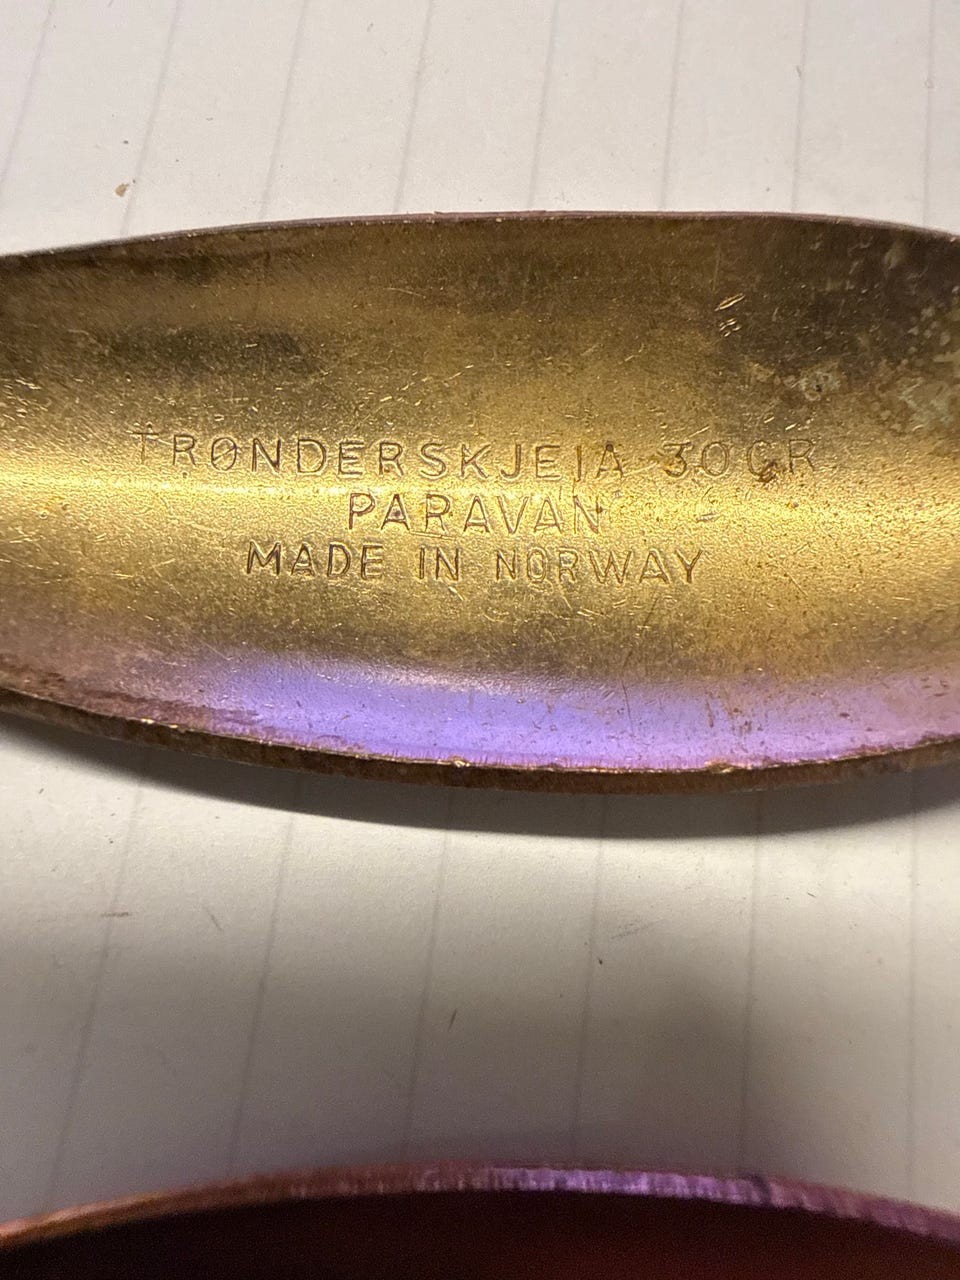 TRØNDERSKJEIA 30GR.
PARAVAN
MADE IN NORWAY